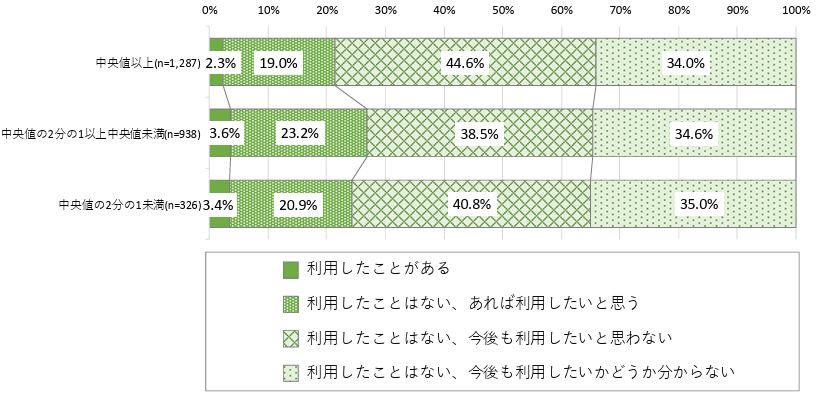 0% 10% 20% 30% 40% 50% 60% 70% 80% 90% 100%
中央値以上(n=1,287) 2.3% 19.0% 44.6% 34.0%
中央値の2分の1以上中央値未満(n=938) 3.6% 23.2% 38.5% 34.6%
中央値の2分の1未満(n=326) 3.4% 20.9% 40.8% 35.0%
利用したことがある
利用したことはない、あれば利用したいと思う
利用したことはない、今後も利用したいと思わない
利用したことはない、今後も利用したいかどうか分からない